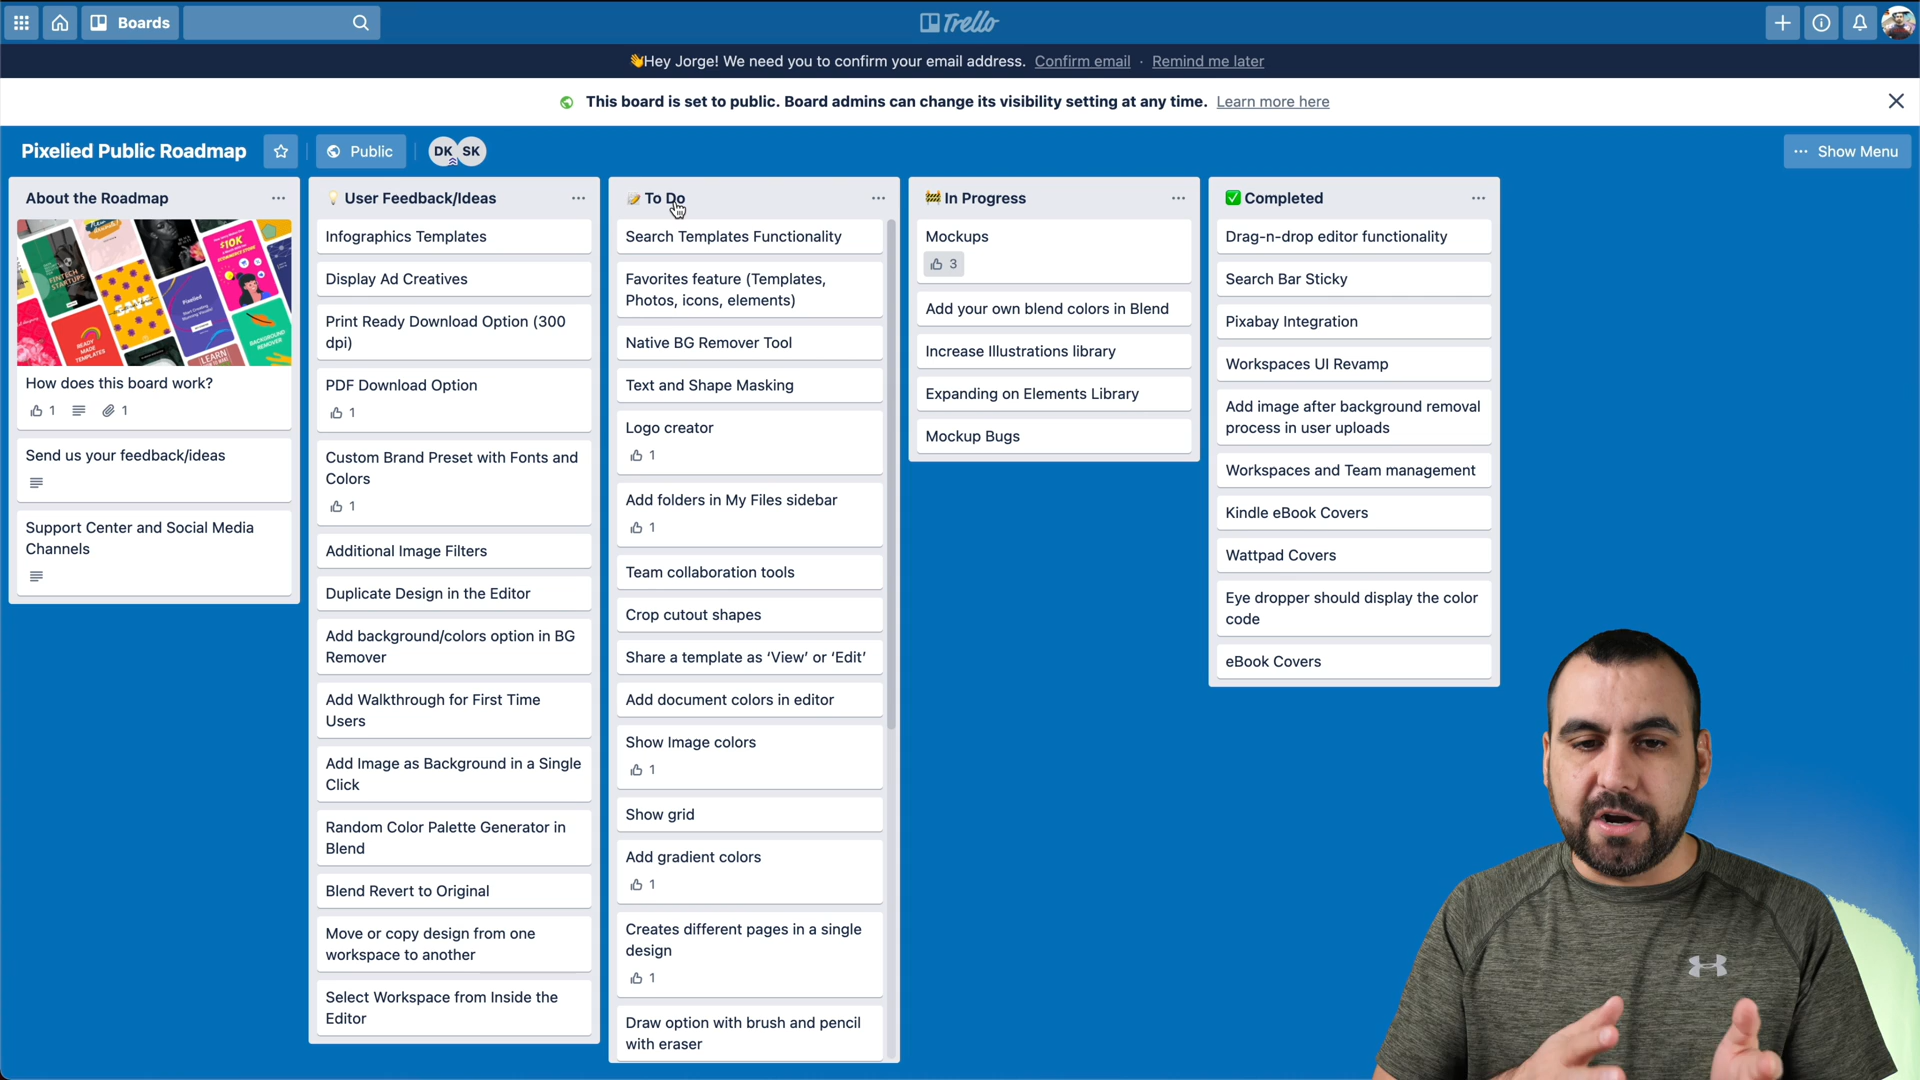 Boards
Trello
👋Hey Jorge! We need you to confirm your email address. Confirm email · Remind me later
This board is set to public. Board admins can change its visibility setting at any time. Learn more here
Pixelied Public Roadmap
Public
DK
SK
··· Show Menu
About the Roadmap
FINTECH STARTUPS
SAVE
$10K
Pixelied
READY MADE TEMPLATES
LEARN
BACKGROUND REMOVER
How does this board work?
1
1
Send us your feedback/ideas
Support Center and Social Media
Channels
💡 User Feedback/Ideas
Infographics Templates
Display Ad Creatives
Print Ready Download Option (300
dpi)
PDF Download Option
1
Custom Brand Preset with Fonts and
Colors
1
Additional Image Filters
Duplicate Design in the Editor
Add background/colors option in BG
Remover
Add Walkthrough for First Time
Users
Add Image as Background in a Single
Click
Random Color Palette Generator in
Blend
Blend Revert to Original
Move or copy design from one
workspace to another
Select Workspace from Inside the
Editor
📝 To Do
Search Templates Functionality
Favorites feature (Templates,
Photos, icons, elements)
Native BG Remover Tool
Text and Shape Masking
Logo creator
1
Add folders in My Files sidebar
1
Team collaboration tools
Crop cutout shapes
Share a template as ‘View’ or ‘Edit’
Add document colors in editor
Show Image colors
1
Show grid
Add gradient colors
1
Creates different pages in a single
design
1
Draw option with brush and pencil
with eraser
🚧 In Progress
Mockups
3
Add your own blend colors in Blend
Increase Illustrations library
Expanding on Elements Library
Mockup Bugs
✅ Completed
Drag-n-drop editor functionality
Search Bar Sticky
Pixabay Integration
Workspaces UI Revamp
Add image after background removal
process in user uploads
Workspaces and Team management
Kindle eBook Covers
Wattpad Covers
Eye dropper should display the color
code
eBook Covers